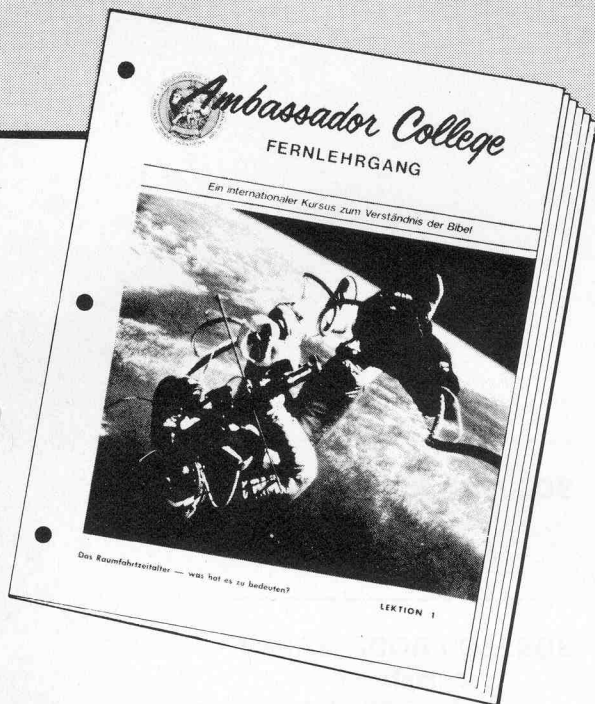 Ambassador College
FERNLEHRGANG
Ein internationaler Kursus zum Verständnis der Bibel
Das Raumfahrtzeitalter — was hat es zu bedeuten?
LEKTION 1